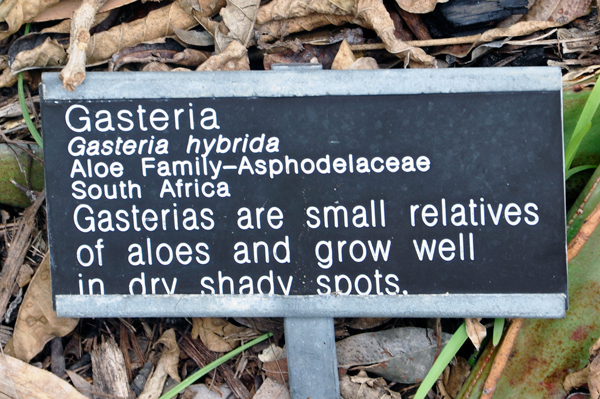 Gasteria
Gasteria hybrida
Aloe Family–Asphodelaceae
South Africa
Gasterias are small relatives
of aloes and grow well
in dry shady spots.